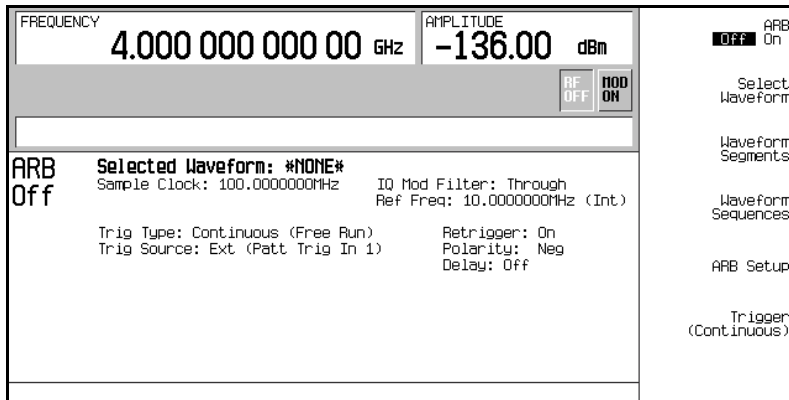 FREQUENCY
4.000 000 000 00 GHz
AMPLITUDE
-136.00 dBm
RF
OFF
MOD
ON
ARB
Off
Selected Waveform: *NONE*
Sample Clock: 100.0000000MHz
IQ Mod Filter: Through
Ref Freq: 10.0000000MHz (Int)
Trig Type: Continuous (Free Run)
Retrigger: On
Trig Source: Ext (Patt Trig In 1)
Polarity: Neg
Delay: Off
ARB
Off On
Select
Waveform
Waveform
Segments
Waveform
Sequences
ARB Setup
Trigger
(Continuous)